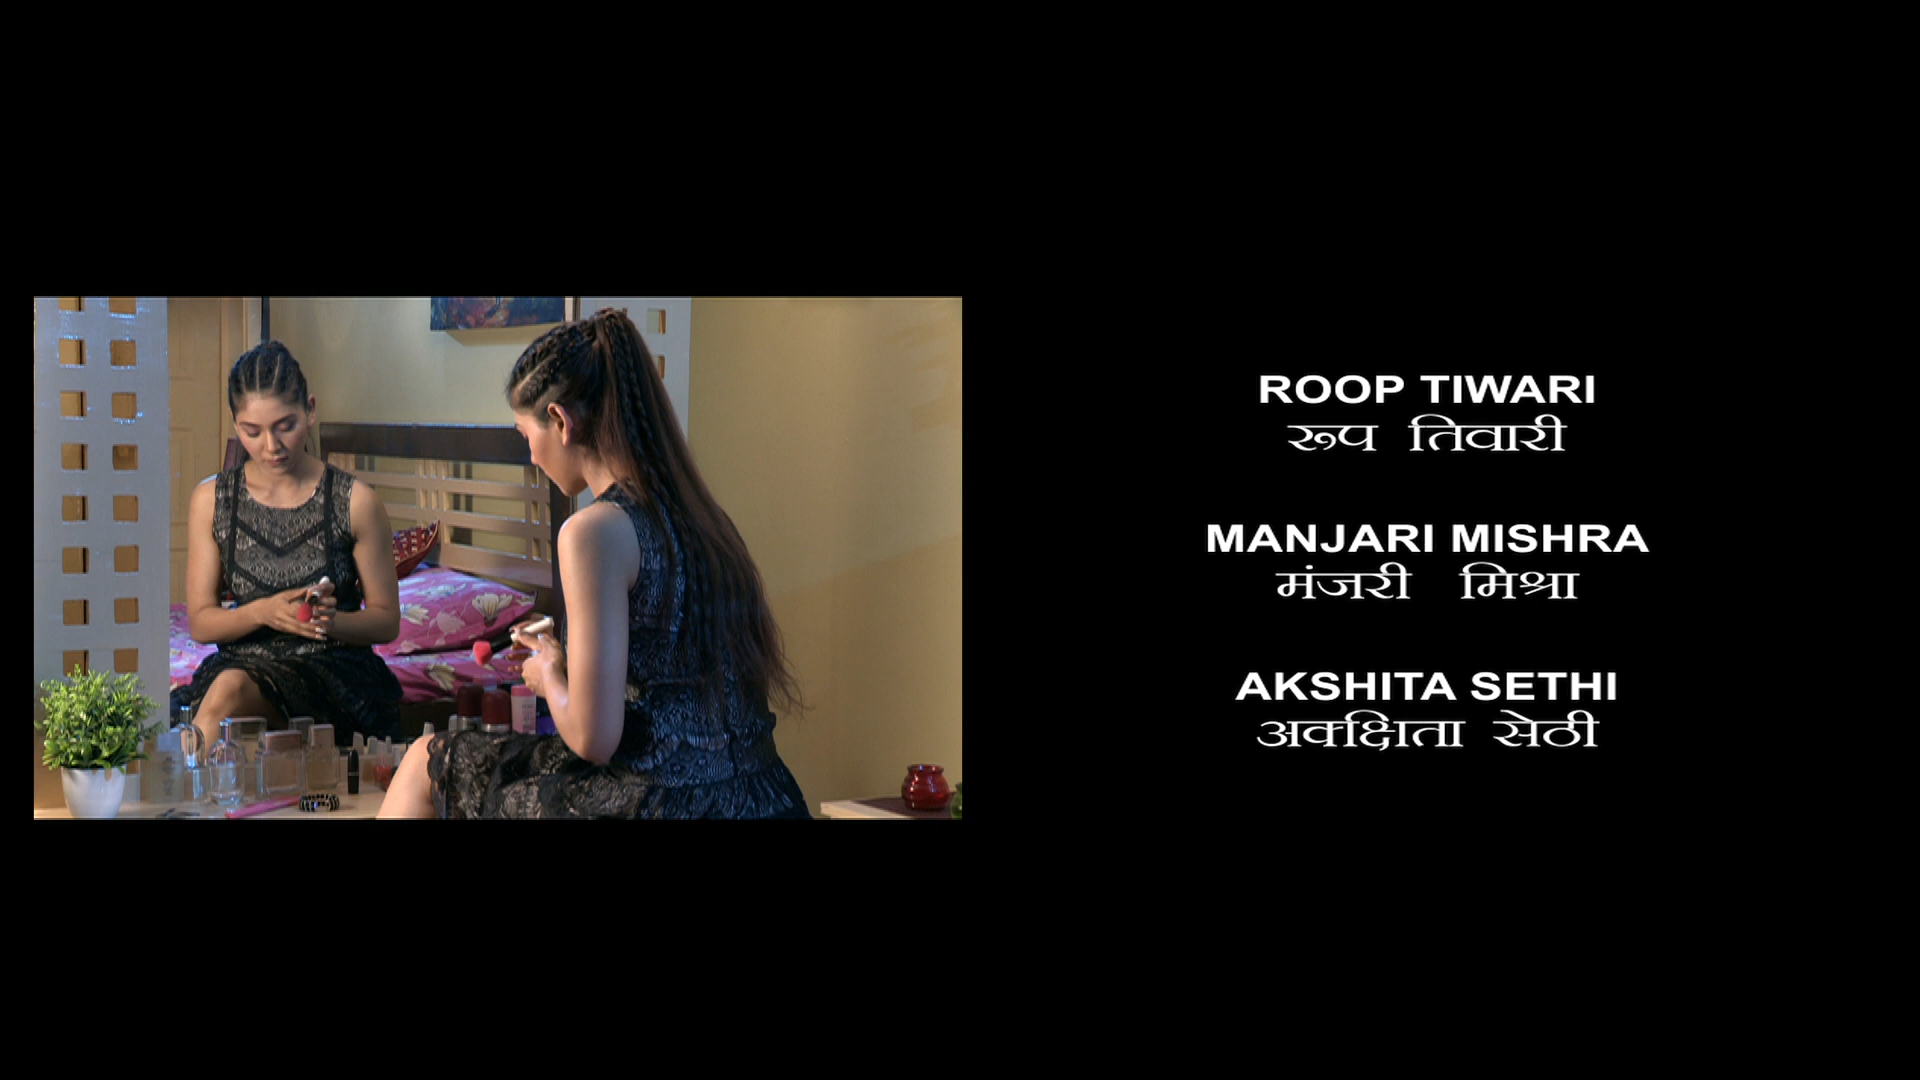 ROOP TIWARI
रूप तिवारी
MANJARI MISHRA
मंजरी मिश्रा
AKSHITA SETHI
अक्क्षिता सेठी